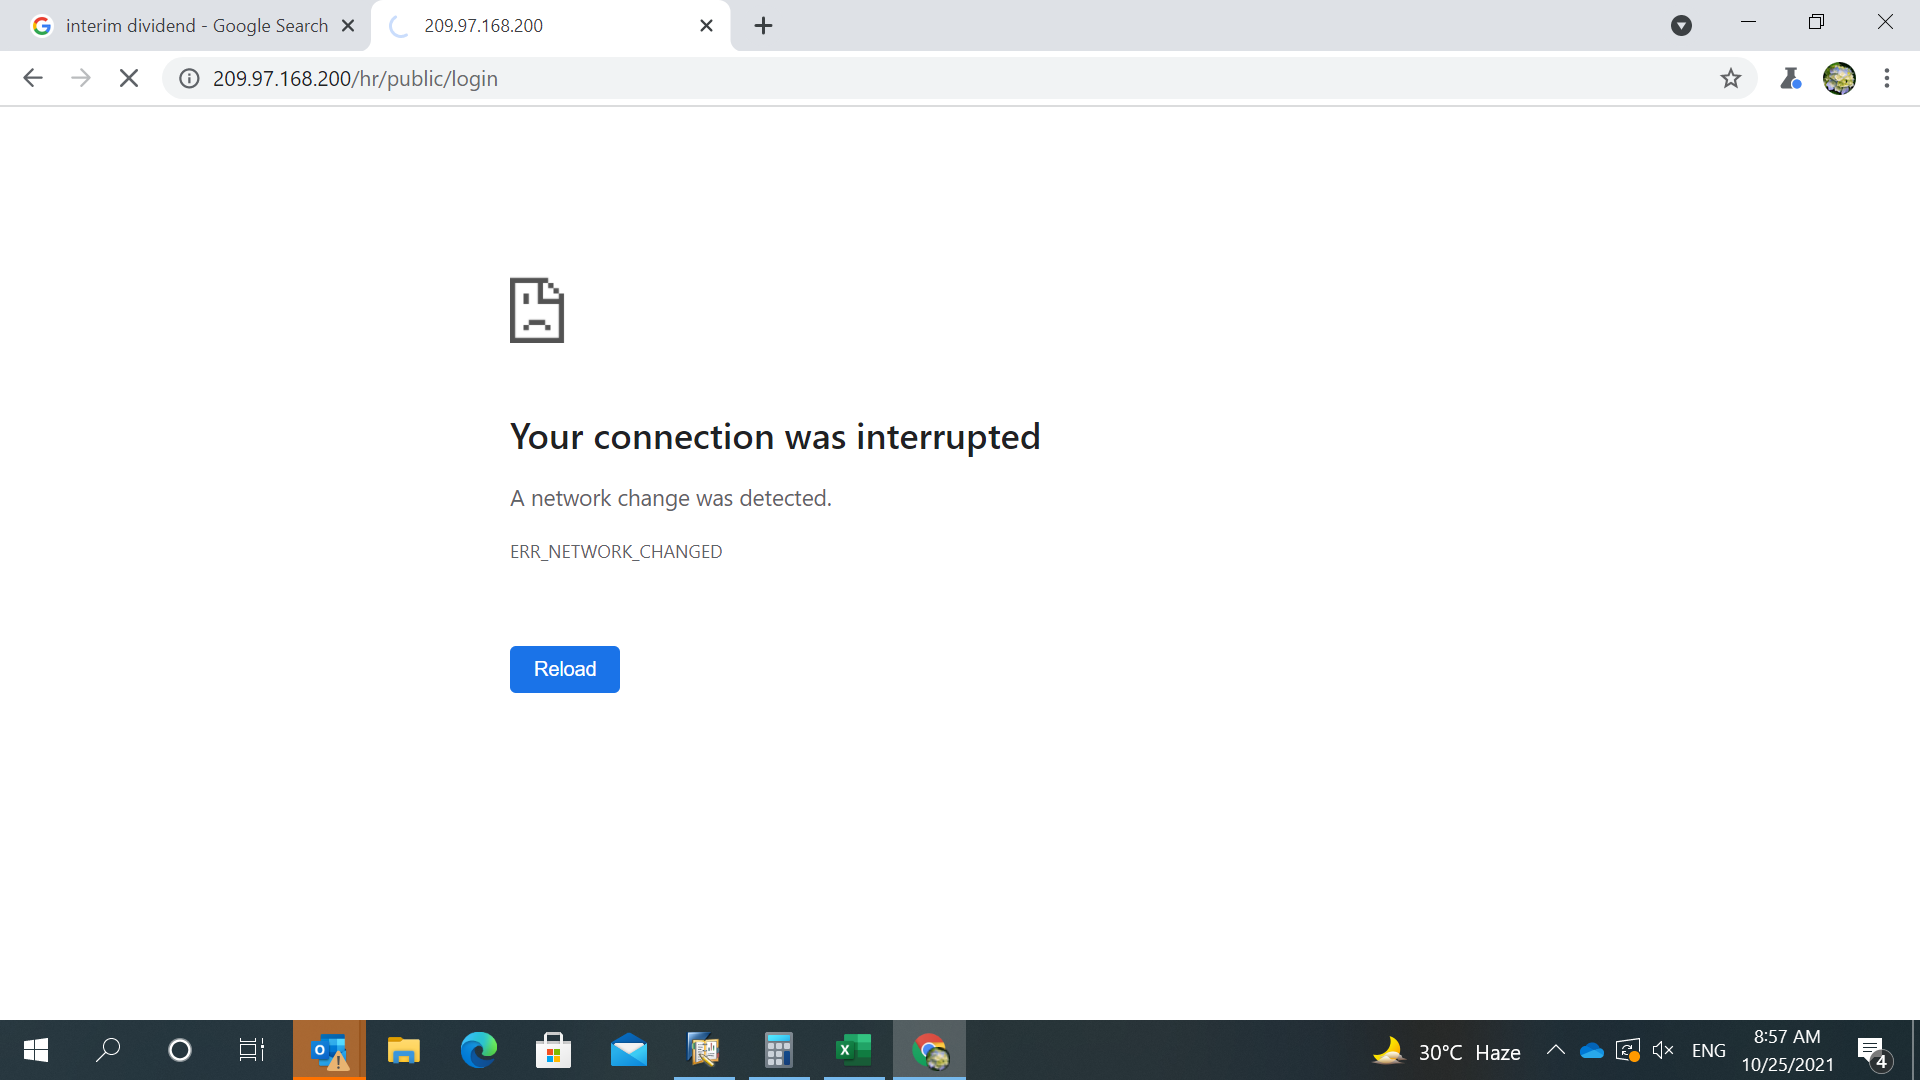 interim dividend - Google Search
209.97.168.200
209.97.168.200/hr/public/login
Your connection was interrupted
A network change was detected.
ERR_NETWORK_CHANGED
Reload
30°C Haze
ENG
8:57 AM
10/25/2021
4